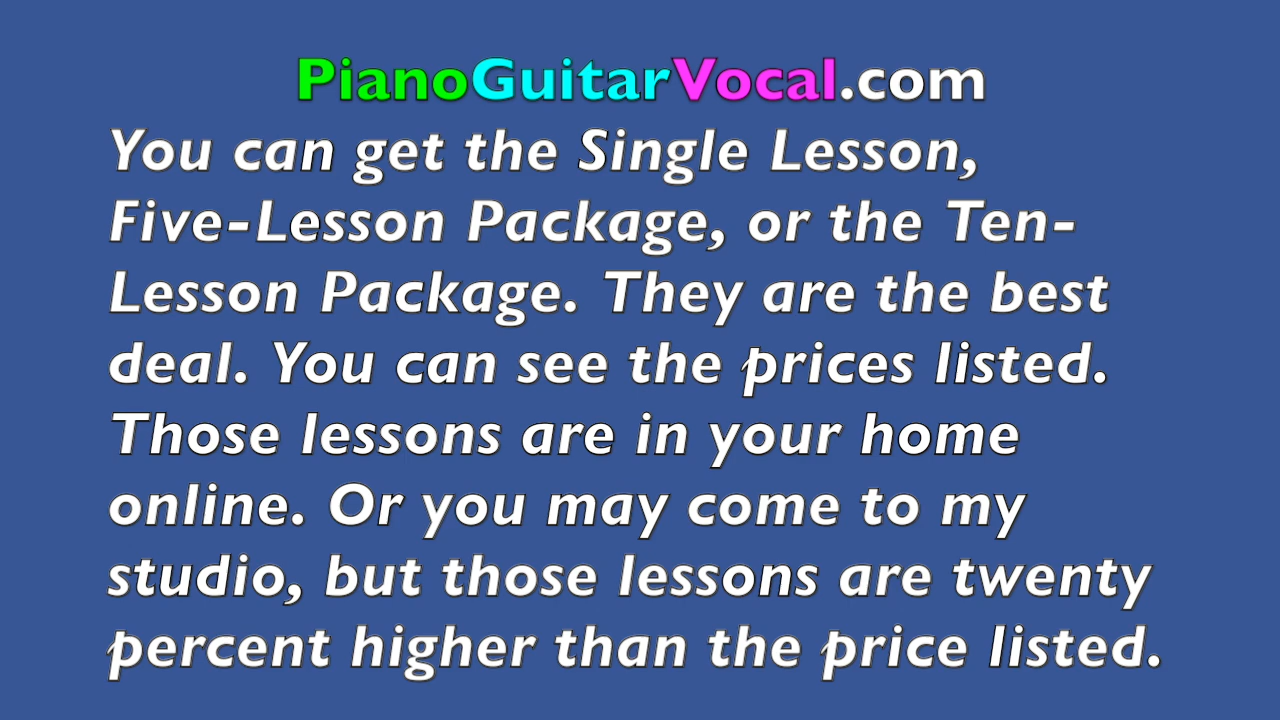 PianoGuitarVocal.com
You can get the Single Lesson,
Five-Lesson Package, or the Ten-
Lesson Package. They are the best
deal. You can see the prices listed.
Those lessons are in your home
online. Or you may come to my
studio, but those lessons are twenty
percent higher than the price listed.